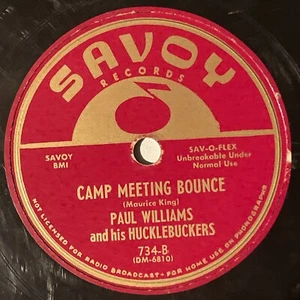 SAVOY
RECORDS
SAVOY
BMI
SAV-O-FLEX
Unbreakable Under
Normal Use
CAMP MEETING BOUNCE
(Maurice King)
PAUL WILLIAMS
and his HUCKLEBUCKERS
734-B
(DM-6810)
NOT LICENSED FOR RADIO BROADCAST • FOR HOME USE ON PHONOGRAPHS